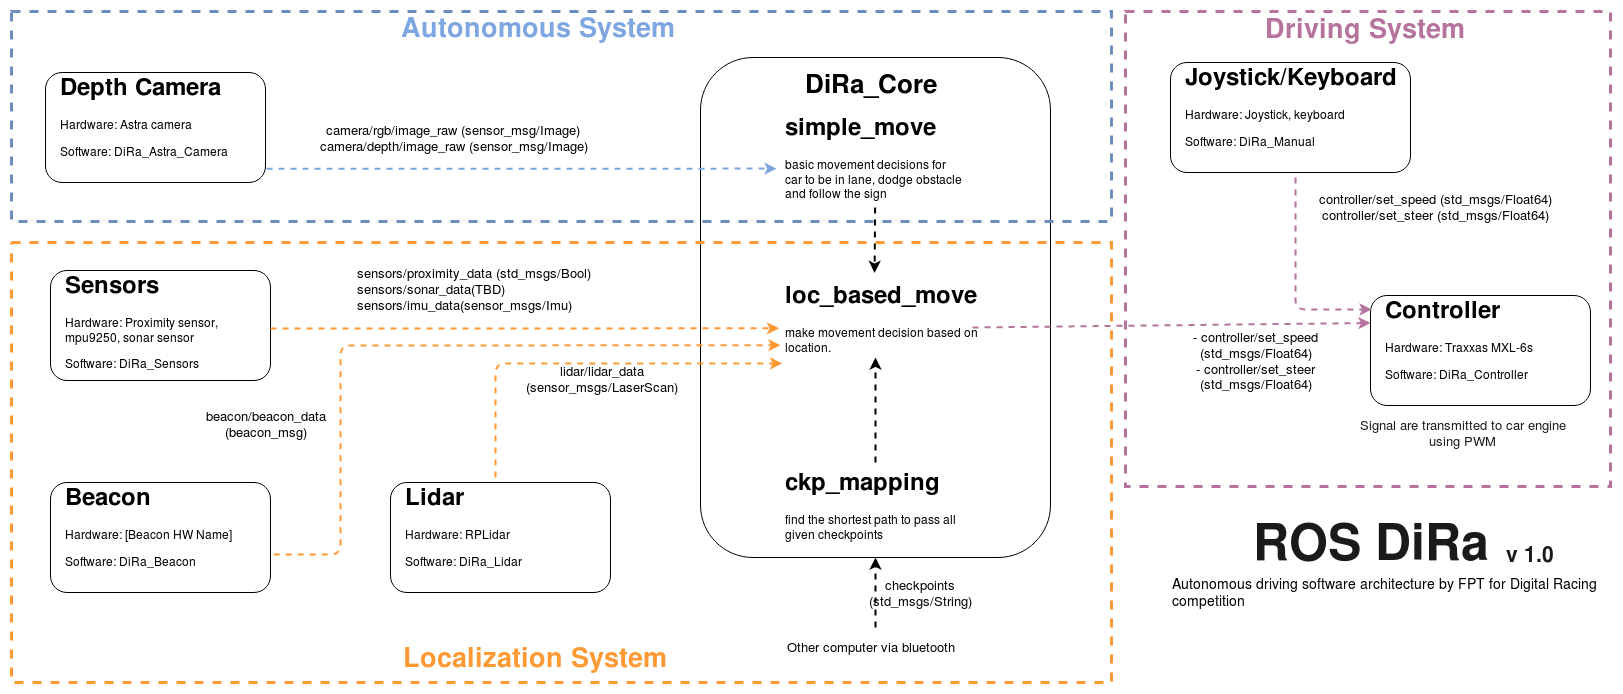 Autonomous System
Depth Camera
Hardware: Astra camera
Software: DiRa_Astra_Camera
camera/rgb/image_raw (sensor_msg/Image)
camera/depth/image_raw (sensor_msg/Image)
DiRa_Core
simple_move
basic movement decisions for
car to be in lane, dodge obstacle
and follow the sign
Sensors
Hardware: Proximity sensor,
mpu9250, sonar sensor
Software: DiRa_Sensors
sensors/proximity_data (std_msgs/Bool)
sensors/sonar_data(TBD)
sensors/imu_data(sensor_msgs/Imu)
loc_based_move
make movement decision based on
location.
lidar/lidar_data
(sensor_msgs/LaserScan)
beacon/beacon_data
(beacon_msg)
Beacon
Hardware: [Beacon HW Name]
Software: DiRa_Beacon
Lidar
Hardware: RPLidar
Software: DiRa_Lidar
ckp_mapping
find the shortest path to pass all
given checkpoints
checkpoints
(std_msgs/String)
Other computer via bluetooth
Localization System
Driving System
Joystick/Keyboard
Hardware: Joystick, keyboard
Software: DiRa_Manual
controller/set_speed (std_msgs/Float64)
controller/set_steer (std_msgs/Float64)
Controller
Hardware: Traxxas MXL-6s
Software: DiRa_Controller
- controller/set_speed
(std_msgs/Float64)
- controller/set_steer
(std_msgs/Float64)
Signal are transmitted to car engine
using PWM
ROS DiRa v 1.0
Autonomous driving software architecture by FPT for Digital Racing
competition